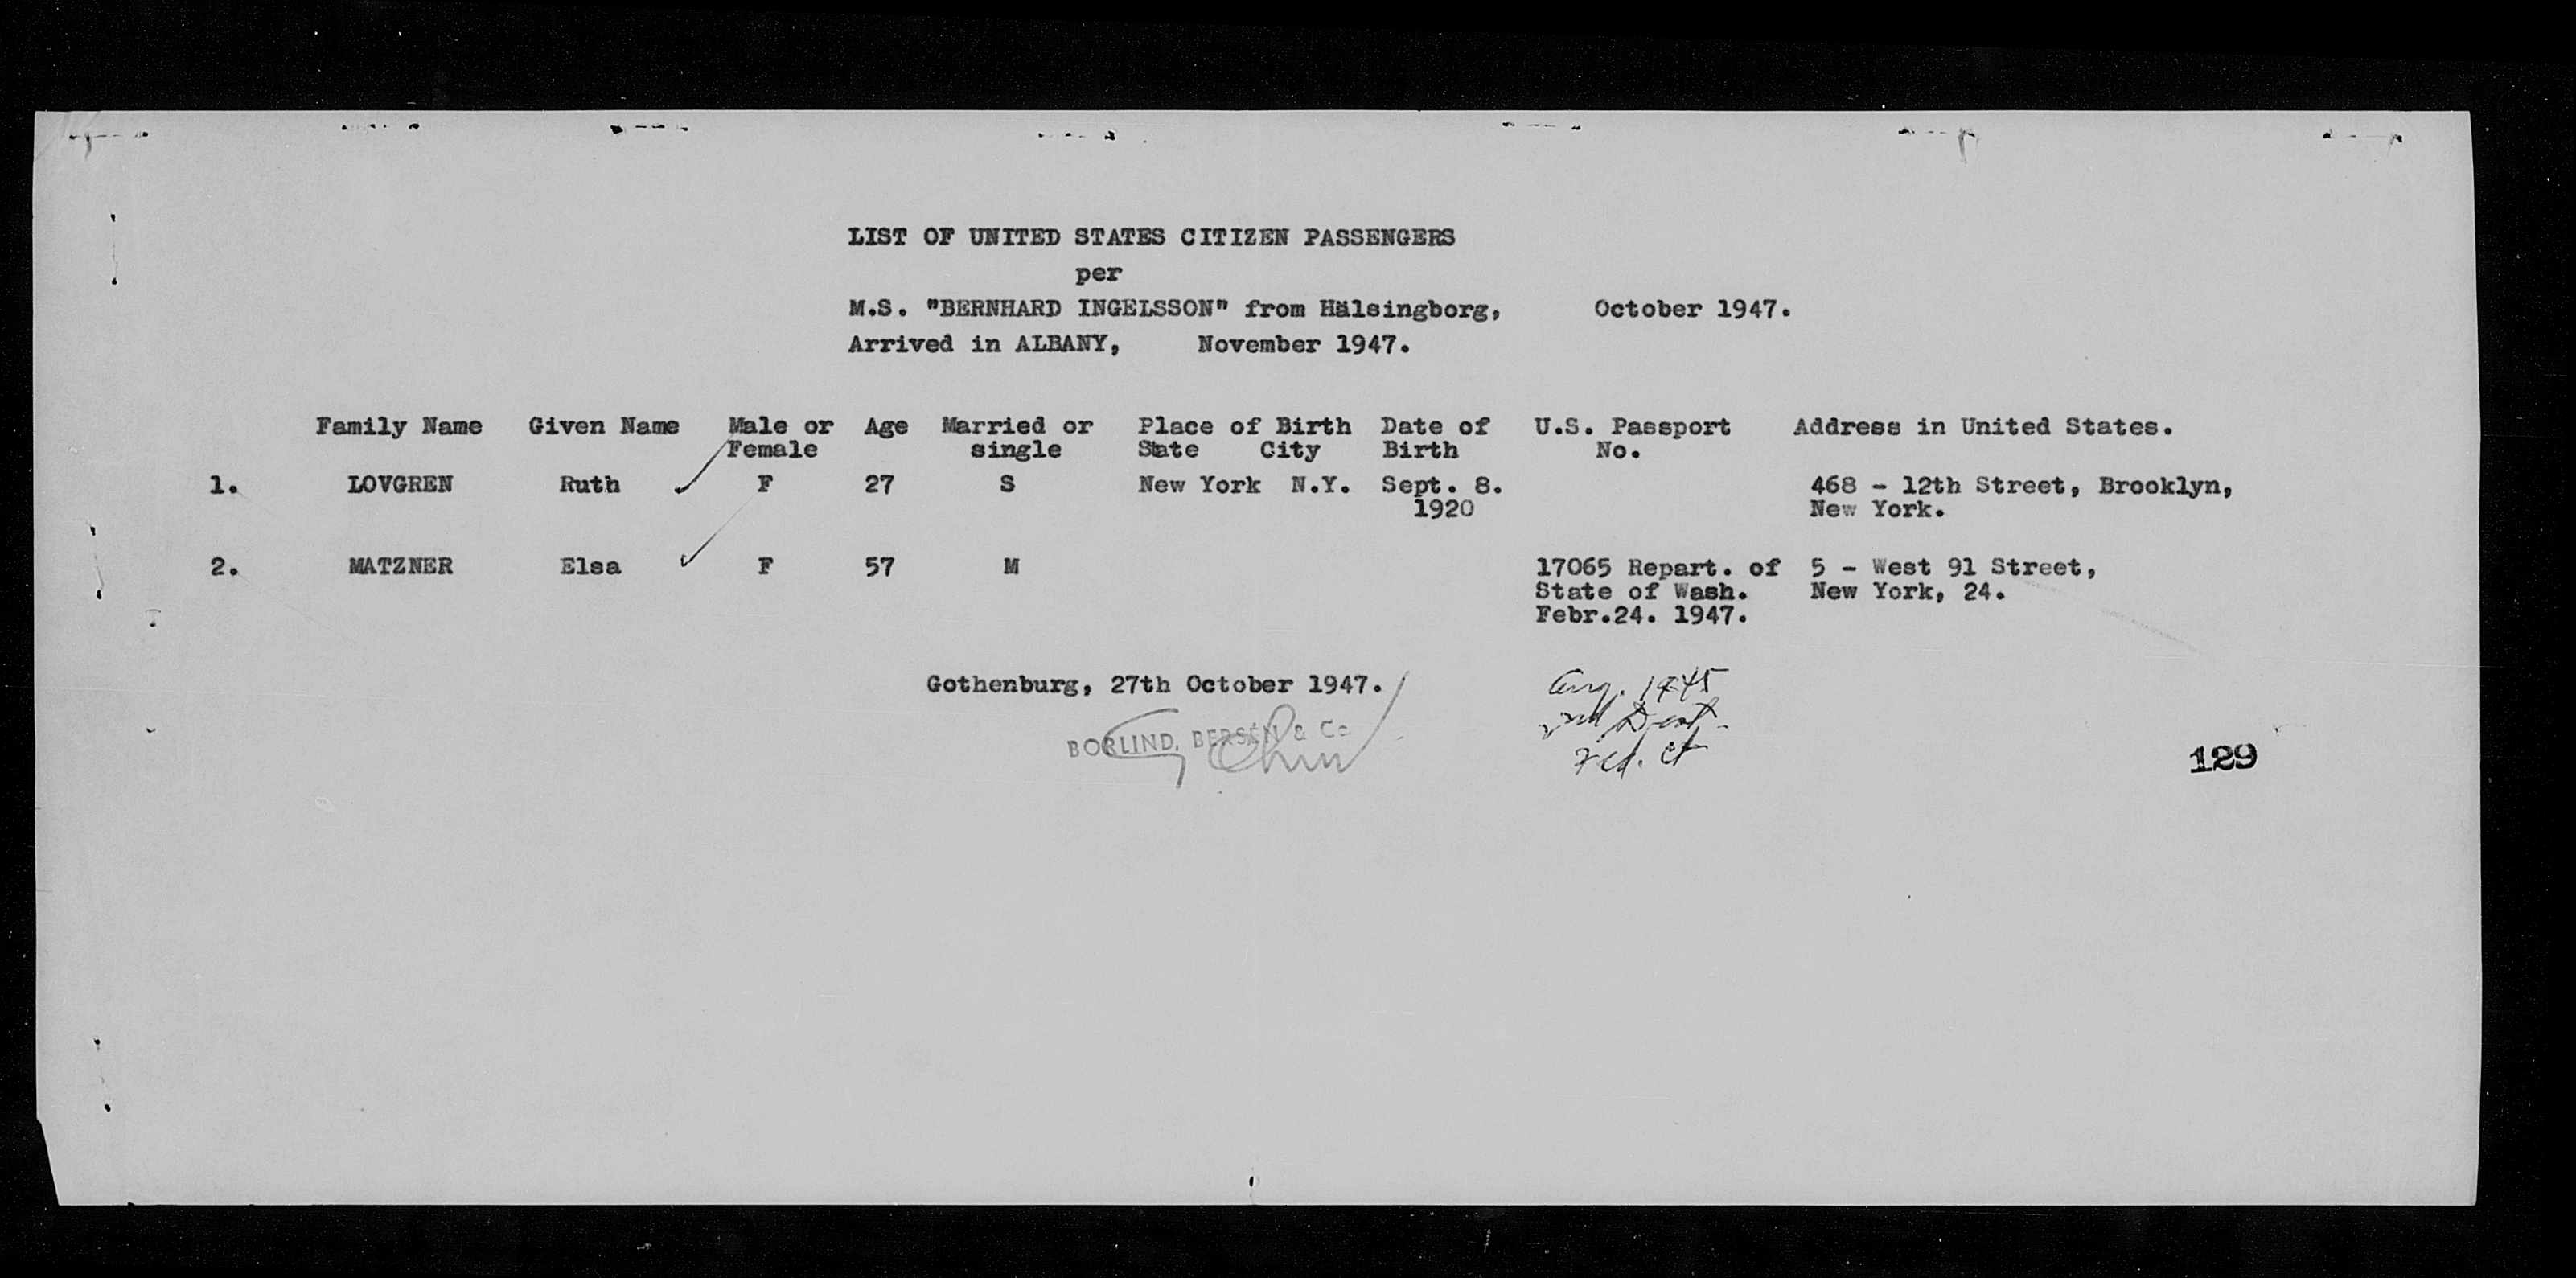 LIST OF UNITED STATES CITIZEN PASSENGERS
per
M.S. "BERNHARD INGELSSON" from Hälsingborg, October 1947.
Arrived in ALBANY, November 1947.
Family Name Given Name Male or Female Age Married or single Place of Birth State City Date of Birth U.S. Passport No. Address in United States.
1. LOVGREN Ruth F 27 S New York N.Y. Sept. 8. 468 - 12th Street, Brooklyn,
1920 New York.
2. MATZNER Elsa F 57 M 17065 Repart. of 5 - West 91 Street,
State of Wash. New York, 24.
Febr.24. 1947.
Gothenburg, 27th October 1947.
Aug. 1945
BORLIND, BERSÉN & Co
Fed. Ct
129